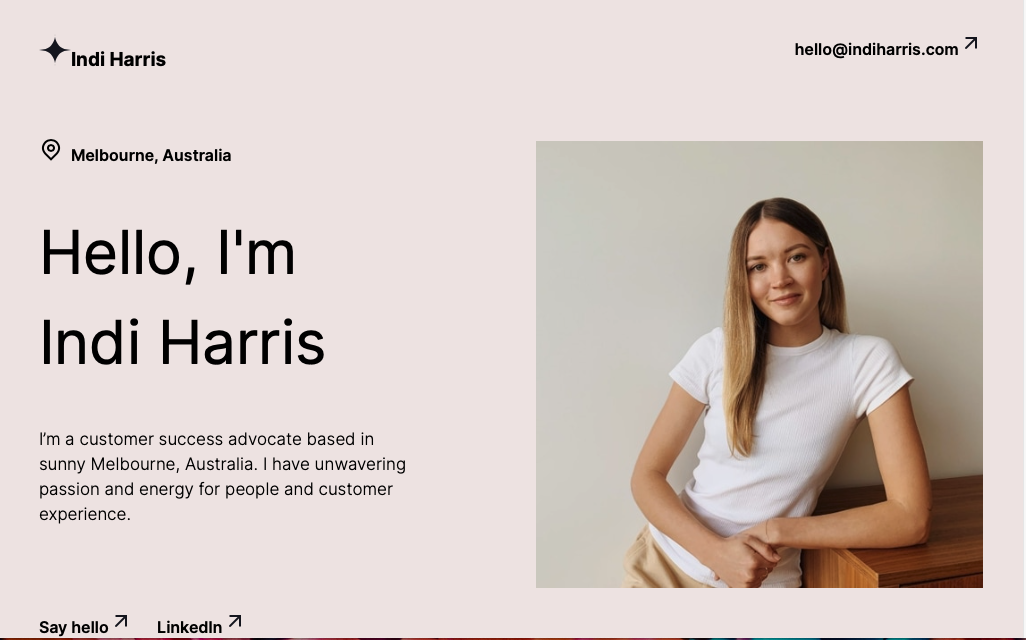 Indi Harris
hello@indiharris.com
Melbourne, Australia
Hello, I'm
Indi Harris
I’m a customer success advocate based in
sunny Melbourne, Australia. I have unwavering
passion and energy for people and customer
experience.
Say hello
LinkedIn